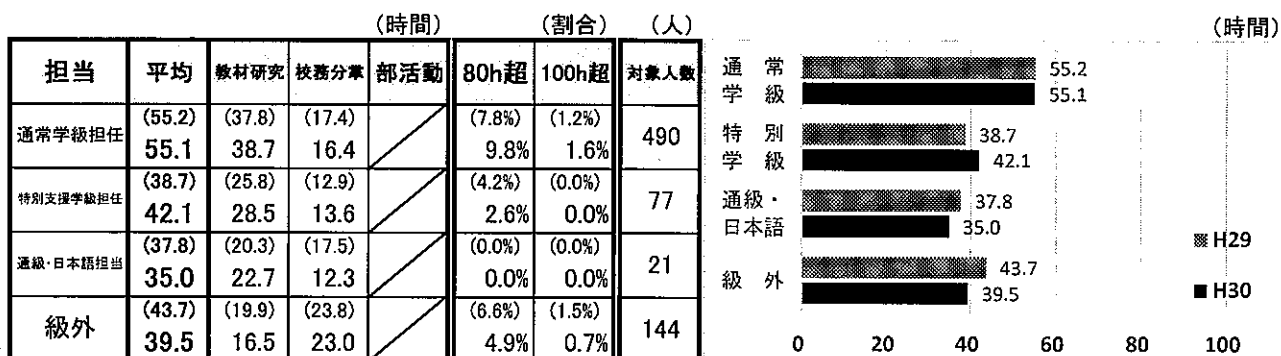 （時間） （割合） （人）
担当 平均 教材研究 校務分掌 部活動 80h超 100h超 対象人数
通常学級担任 (55.2) (37.8) (17.4) (7.8%) (1.2%) 490
55.1 38.7 16.4 9.8% 1.6%
特別支援学級担任 (38.7) (25.8) (12.9) (4.2%) (0.0%) 77
42.1 28.5 13.6 2.6% 0.0%
通級・日本語担当 (37.8) (20.3) (17.5) (0.0%) (0.0%) 21
35.0 22.7 12.3 0.0% 0.0%
級外 (43.7) (19.9) (23.8) (6.6%) (1.5%) 144
39.5 16.5 23.0 4.9% 0.7%
（時間）
通常 55.2
学級 55.1
特別 38.7
学級 42.1
通級・ 37.8
日本語 35.0
級外 43.7
39.5
H29
H30
0 20 40 60 80 100